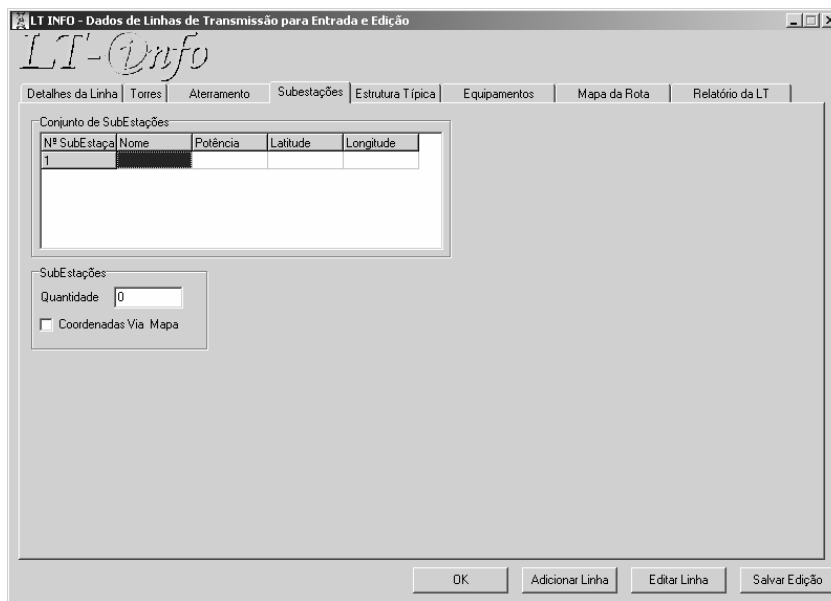 LT INFO - Dados de Linhas de Transmissão para Entrada e Edição
LT-info
Detalhes da Linha Torres Aterramento Subestações Estrutura Típica Equipamentos Mapa da Rota Relatório da LT
Conjunto de SubEstações
Nº SubEstaça Nome Potência Latitude Longitude
1
SubEstações
Quantidade 0
Coordenadas Via Mapa
OK Adicionar Linha Editar Linha Salvar Edição